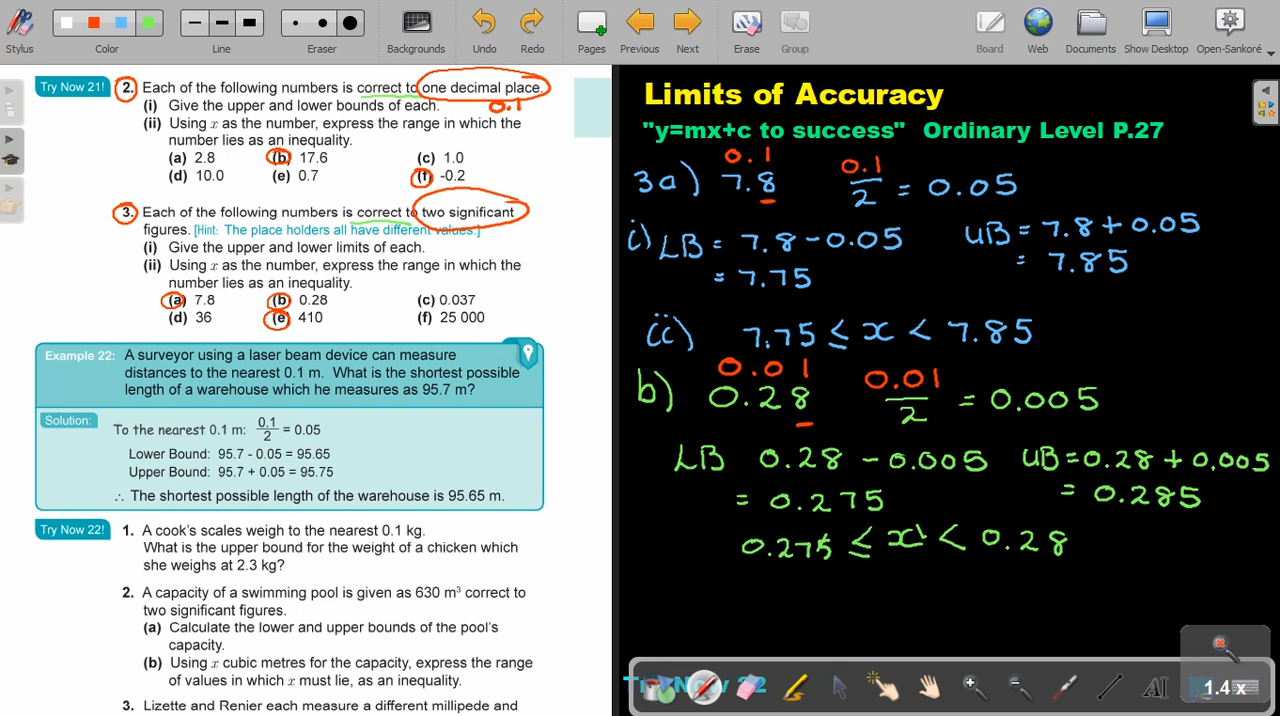 Stylus Color Line Eraser Backgrounds Undo Redo Pages Previous Next Erase Group Board Web Documents Show Desktop Open-Sankoré
Try Now 21! 2. Each of the following numbers is correct to one decimal place.
0.1
(i) Give the upper and lower bounds of each.
(ii) Using x as the number, express the range in which the
number lies as an inequality.
(a) 2.8 (b) 17.6 (c) 1.0
(d) 10.0 (e) 0.7 (f) -0.2
3. Each of the following numbers is correct to two significant
figures. [Hint: The place holders all have different values.]
(i) Give the upper and lower limits of each.
(ii) Using x as the number, express the range in which the
number lies as an inequality.
(a) 7.8 (b) 0.28 (c) 0.037
(d) 36 (e) 410 (f) 25 000
Example 22: A surveyor using a laser beam device can measure
distances to the nearest 0.1 m. What is the shortest possible
length of a warehouse which he measures as 95.7 m?
Solution:
To the nearest 0.1 m: 0.1/2 = 0.05
Lower Bound: 95.7 - 0.05 = 95.65
Upper Bound: 95.7 + 0.05 = 95.75
∴ The shortest possible length of the warehouse is 95.65 m.
Try Now 22! 1. A cook's scales weigh to the nearest 0.1 kg.
What is the upper bound for the weight of a chicken which
she weighs at 2.3 kg?
2. A capacity of a swimming pool is given as 630 m³ correct to
two significant figures.
(a) Calculate the lower and upper bounds of the pool's
capacity.
(b) Using x cubic metres for the capacity, express the range
of values in which x must lie, as an inequality.
3. Lizette and Renier each measure a different millipede and
Limits of Accuracy
"y=mx+c to success" Ordinary Level P.27
0.1
3a) 7.8 0.1/2 = 0.05
i) LB = 7.8 - 0.05 UB = 7.8 + 0.05
= 7.75 = 7.85
(ii) 7.75 ≤ x < 7.85
0.01
b) 0.28 0.01/2 = 0.005
LB 0.28 - 0.005 UB = 0.28 + 0.005
= 0.275 = 0.285
0.275 ≤ x < 0.28
Try Now 22
1.4 x